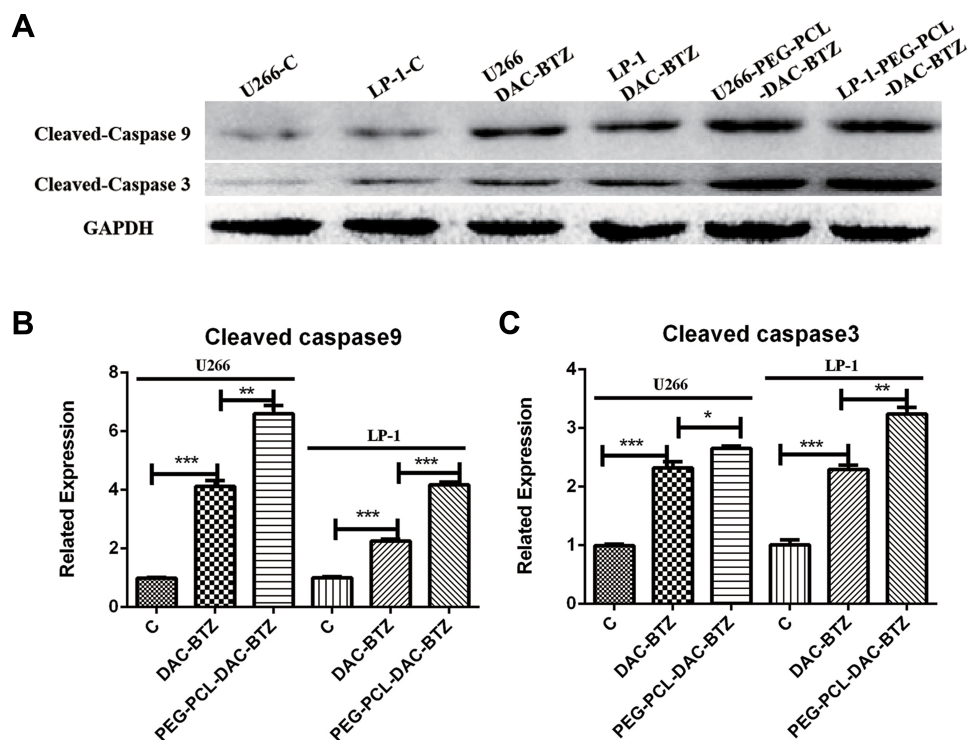 A
U266-C
LP-1-C
U266
DAC-BTZ
LP-1
DAC-BTZ
U266-PEG-PCL
-DAC-BTZ
LP-1-PEG-PCL
-DAC-BTZ
Cleaved-Caspase 9
Cleaved-Caspase 3
GAPDH
B
Cleaved caspase9
Related Expression
8
6
4
2
0
U266
**
***
LP-1
***
***
C
DAC-BTZ
PEG-PCL-DAC-BTZ
C
DAC-BTZ
PEG-PCL-DAC-BTZ
C
Cleaved caspase3
Related Expression
4
3
2
1
0
U266
*
***
LP-1
**
***
C
DAC-BTZ
PEG-PCL-DAC-BTZ
C
DAC-BTZ
PEG-PCL-DAC-BTZ